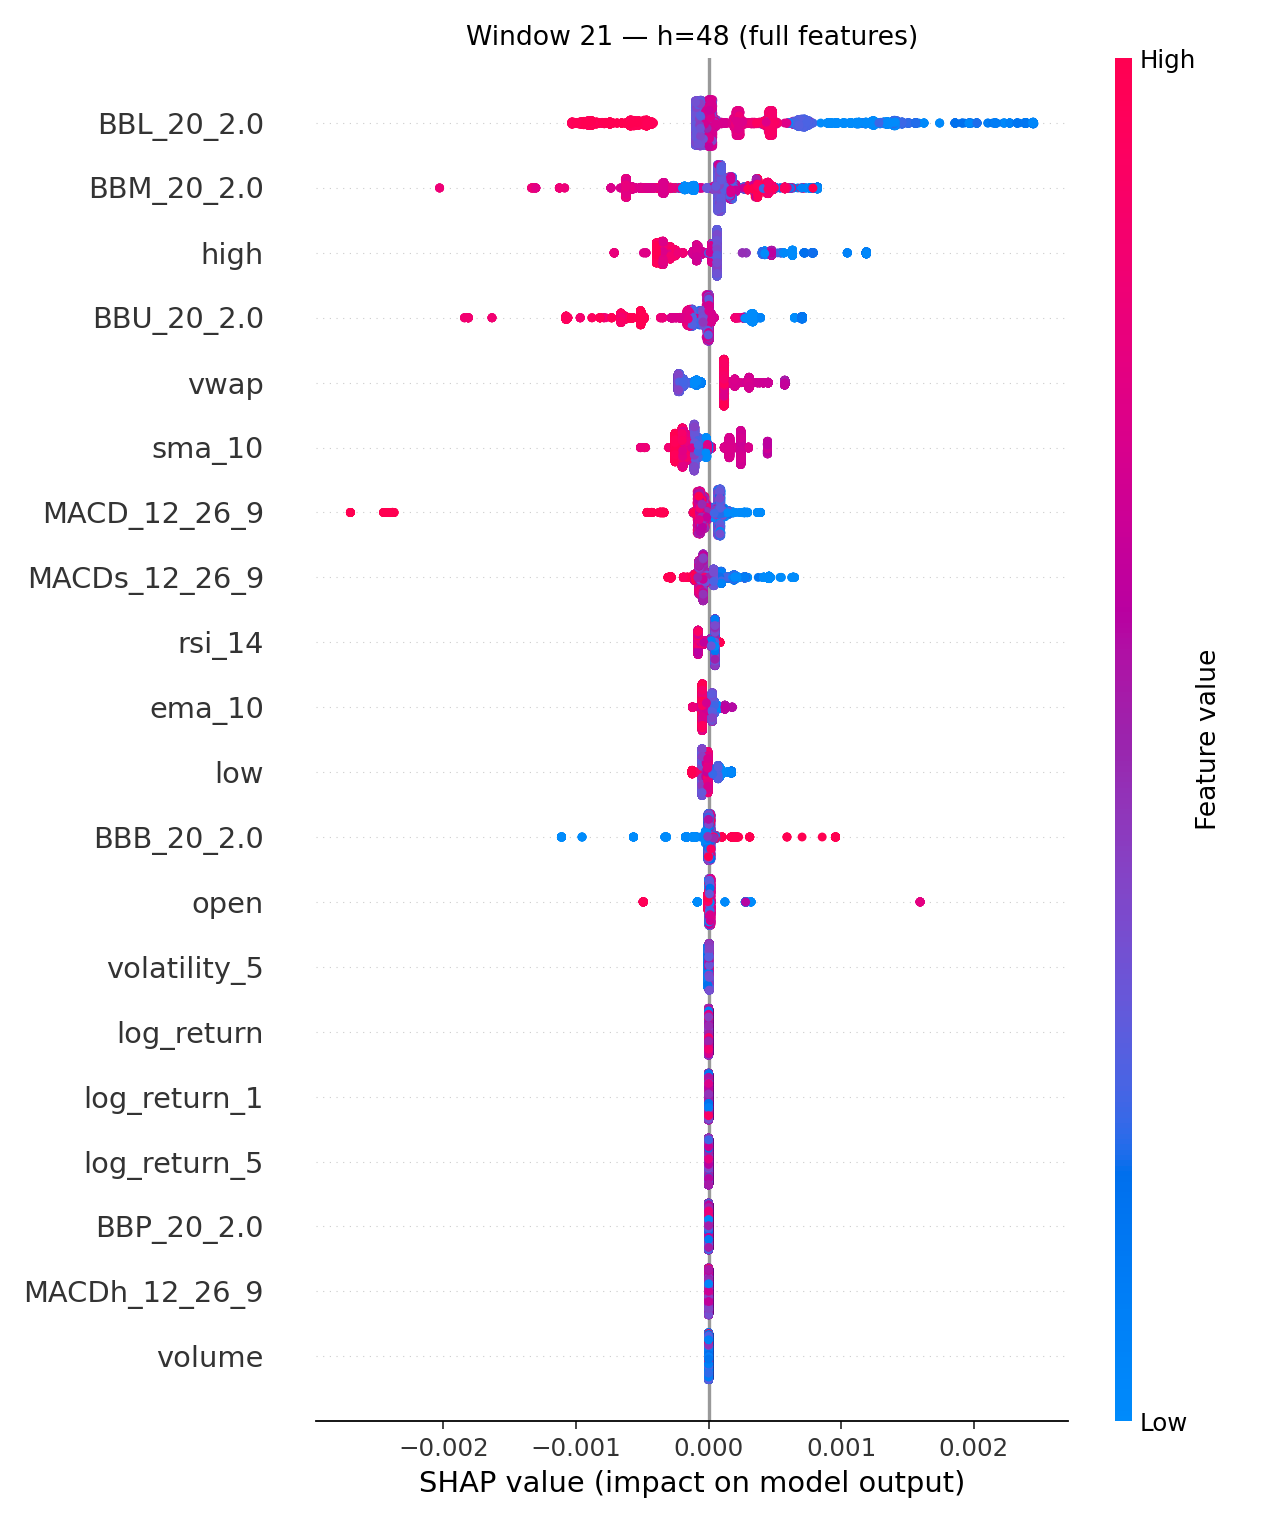 Window 21 — h=48 (full features)
High
BBL_20_2.0
BBM_20_2.0
high
BBU_20_2.0
vwap
sma_10
MACD_12_26_9
MACDs_12_26_9
rsi_14
ema_10
low
BBB_20_2.0
open
volatility_5
log_return
log_return_1
log_return_5
BBP_20_2.0
MACDh_12_26_9
volume
Feature value
Low
−0.002 −0.001 0.000 0.001 0.002
SHAP value (impact on model output)